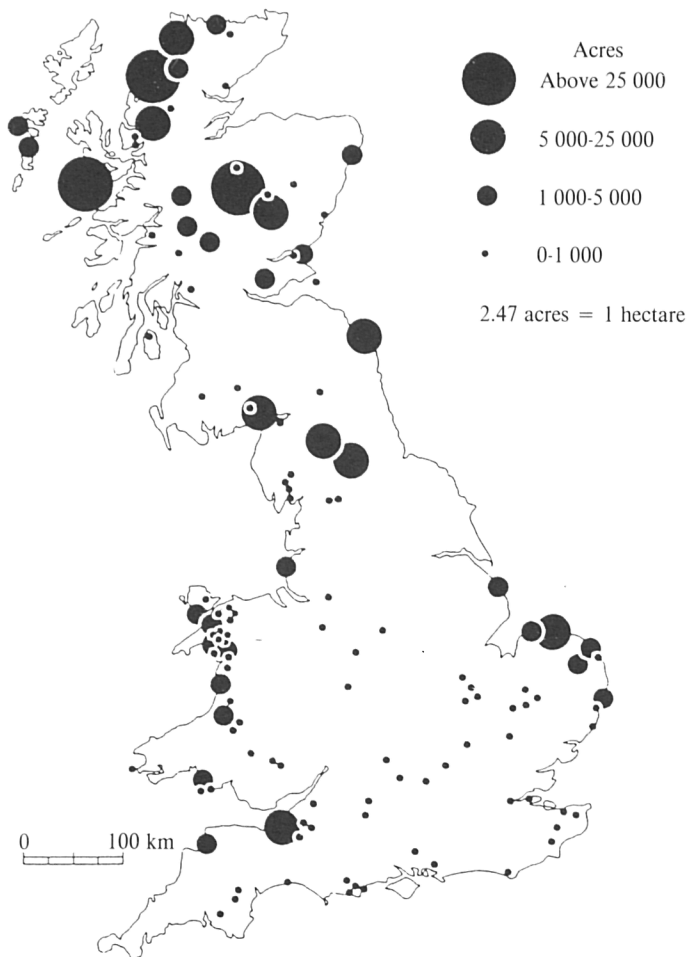 Acres
Above 25 000
5 000-25 000
1 000-5 000
0-1 000
2.47 acres = 1 hectare
0 100 km